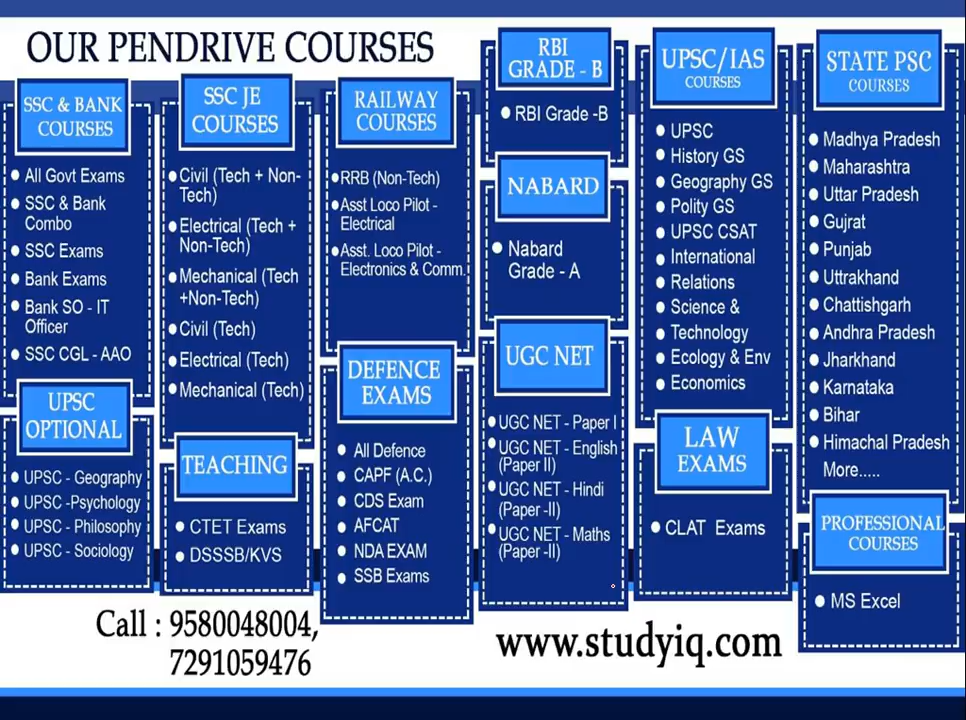 OUR PENDRIVE COURSES
SSC & BANK
COURSES
All Govt Exams
SSC & Bank
Combo
SSC Exams
Bank Exams
Bank SO - IT
Officer
SSC CGL - AAO
UPSC
OPTIONAL
UPSC - Geography
UPSC -Psychology
UPSC - Philosophy
UPSC - Sociology
SSC JE
COURSES
Civil (Tech + Non-
Tech)
Electrical (Tech +
Non-Tech)
Mechanical (Tech
+Non-Tech)
Civil (Tech)
Electrical (Tech)
Mechanical (Tech)
TEACHING
CTET Exams
DSSSB/KVS
RAILWAY
COURSES
RRB (Non-Tech)
Asst Loco Pilot -
Electrical
Asst. Loco Pilot -
Electronics & Comm.
DEFENCE
EXAMS
All Defence
CAPF (A.C.)
CDS Exam
AFCAT
NDA EXAM
SSB Exams
RBI
GRADE - B
RBI Grade -B
NABARD
Nabard
Grade - A
UGC NET
UGC NET - Paper I
UGC NET - English
(Paper II)
UGC NET - Hindi
(Paper -II)
UGC NET - Maths
(Paper -II)
UPSC/IAS
COURSES
UPSC
History GS
Geography GS
Polity GS
UPSC CSAT
International
Relations
Science &
Technology
Ecology & Env
Economics
LAW
EXAMS
CLAT Exams
STATE PSC
COURSES
Madhya Pradesh
Maharashtra
Uttar Pradesh
Gujrat
Punjab
Uttrakhand
Chattishgarh
Andhra Pradesh
Jharkhand
Karnataka
Bihar
Himachal Pradesh
More.....
PROFESSIONAL
COURSES
MS Excel
Call : 9580048004,
7291059476
www.studyiq.com